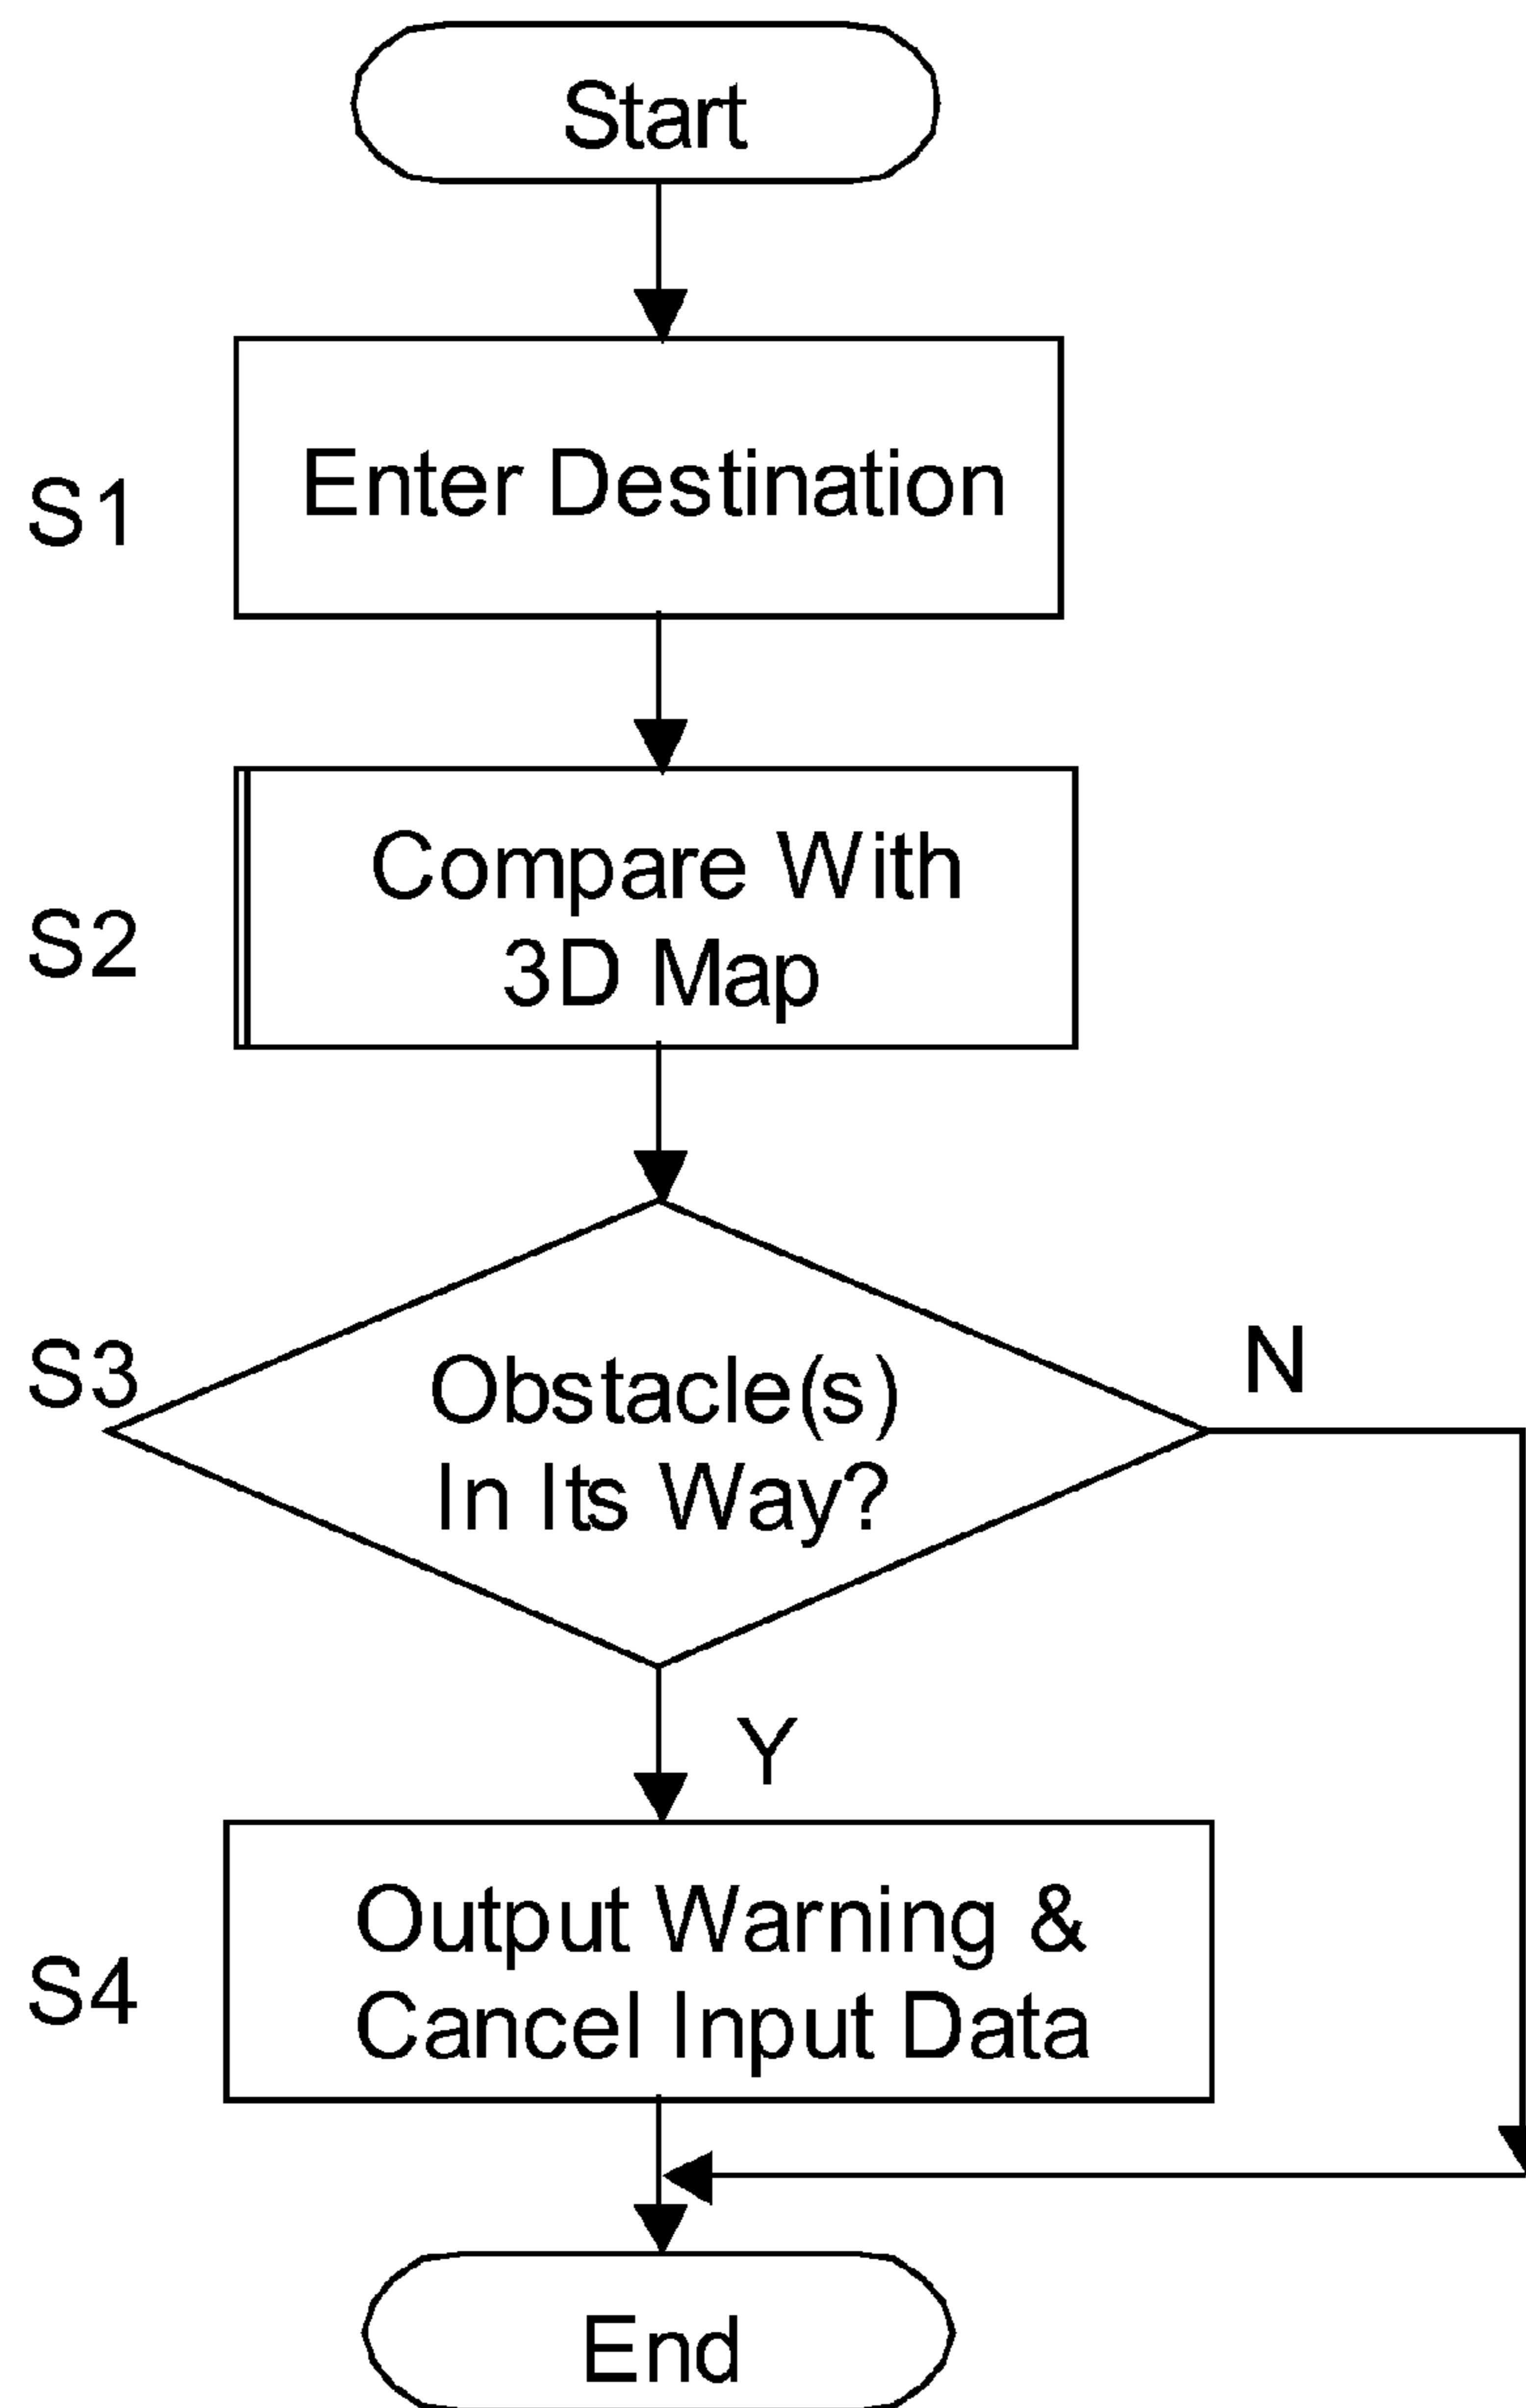 Start
S1
Enter Destination
S2
Compare With
3D Map
S3
Obstacle(s)
In Its Way?
N
Y
S4
Output Warning &
Cancel Input Data
End